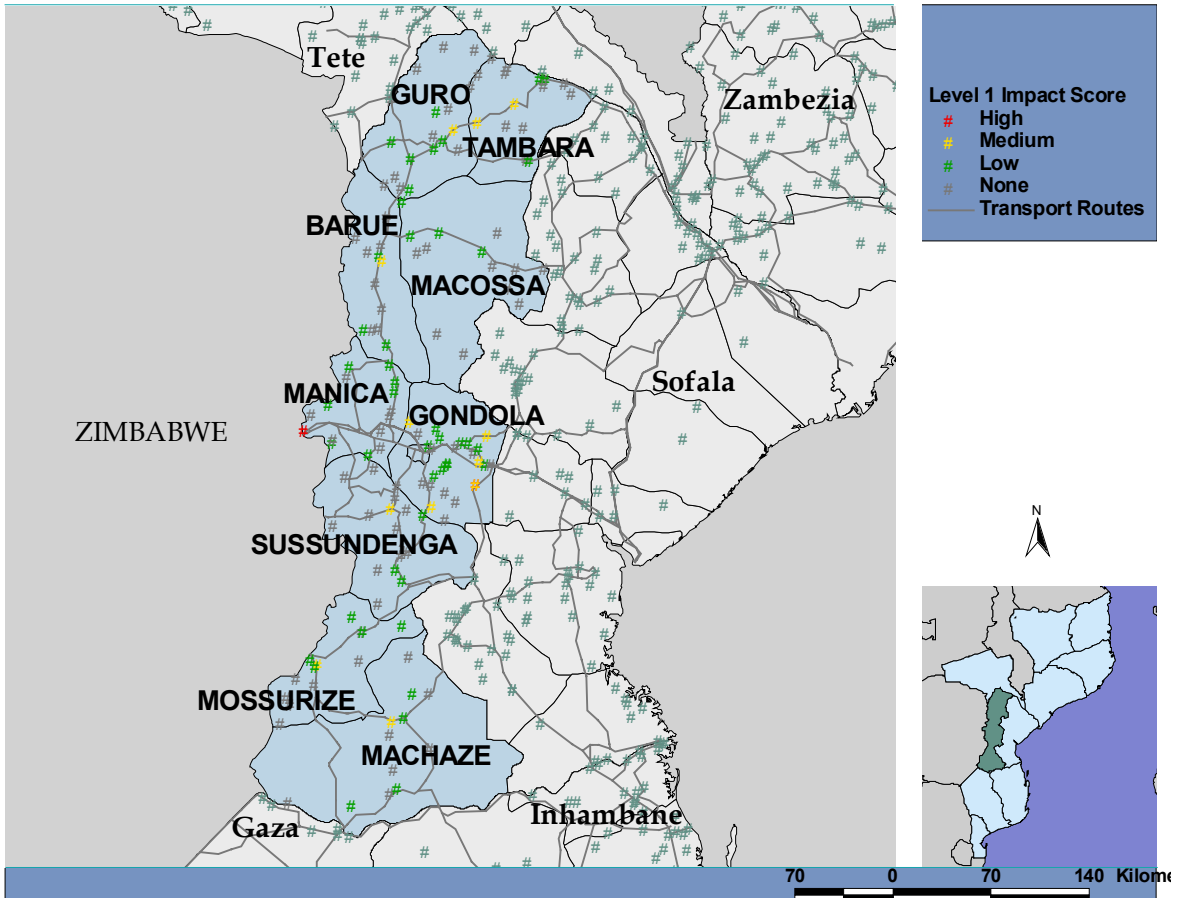 Tete
GURO
Zambezia
TAMBARA
BARUE
MACOSSA
Sofala
MANICA
GONDOLA
ZIMBABWE
SUSSUNDENGA
MOSSURIZE
MACHAZE
Inhambane
Gaza
Level 1 Impact Score
# High
# Medium
# Low
# None
Transport Routes
N
70 0 70 140 Kilome